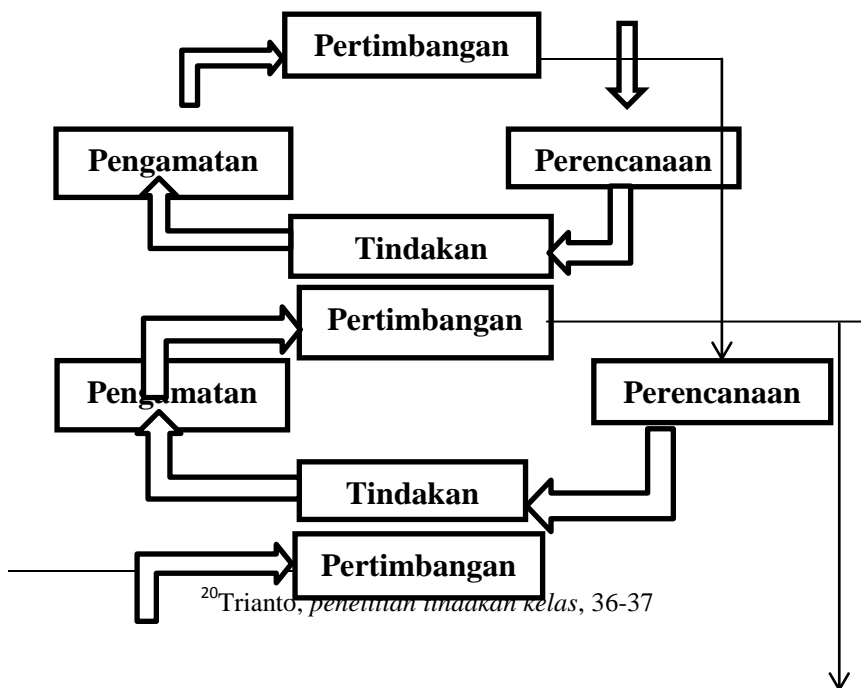 Pertimbangan
Pengamatan
Perencanaan
Tindakan
Pertimbangan
Pengamatan
Perencanaan
Tindakan
Pertimbangan
20Trianto, penelitian tindakan kelas, 36-37